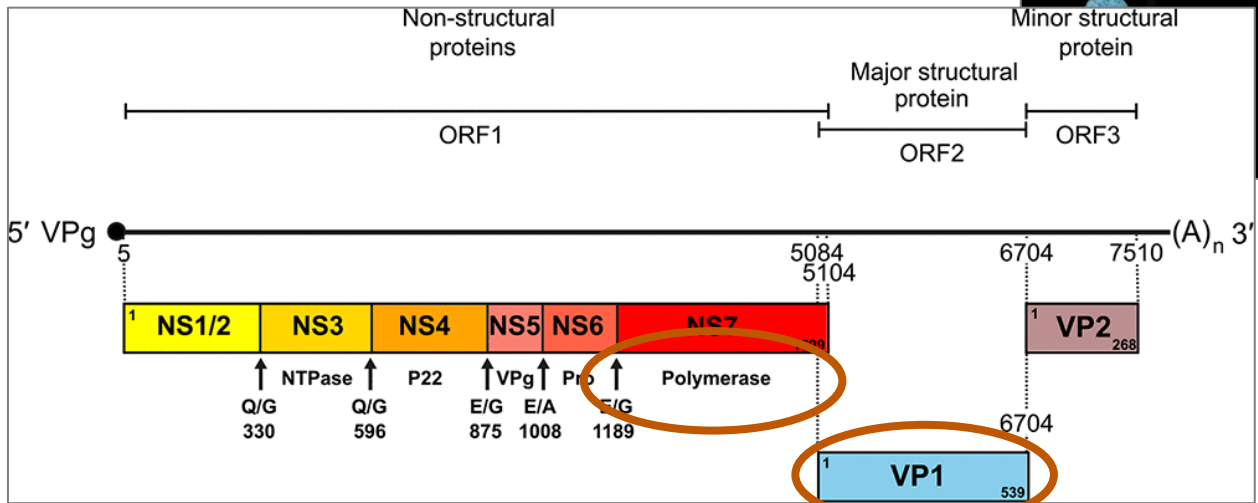 Non-structural
proteins
Minor structural
protein
Major structural
protein
ORF1
ORF2
ORF3
5′ VPg
(A)n 3′
5
5084
5104
6704
7510
1 NS1/2
NS3
NS4
NS5
NS6
NS7
1 VP2 268
NTPase
P22
VPg
Pro
Polymerase
Q/G
330
Q/G
596
E/G
875
E/A
1008
E/G
1189
6704
1 VP1 539